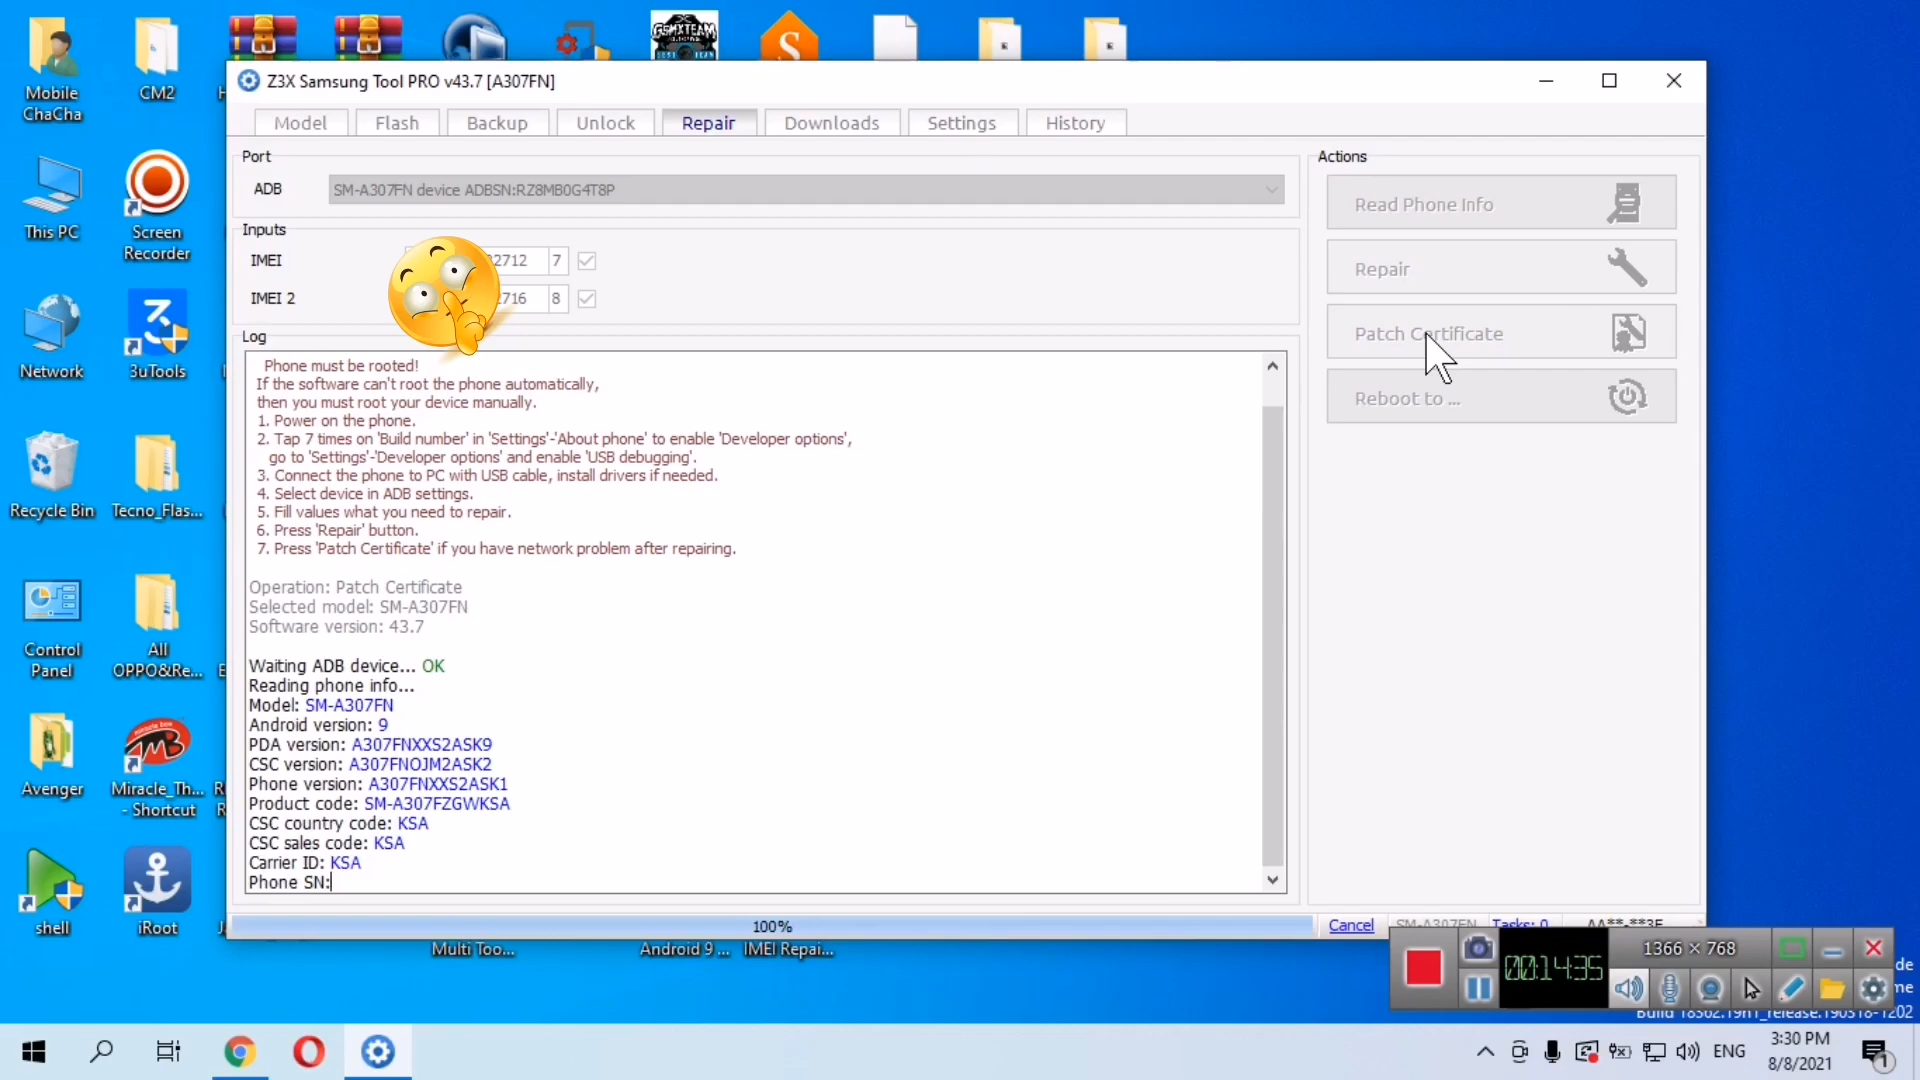 Z3X Samsung Tool PRO v43.7 [A307FN]
Model
Flash
Backup
Unlock
Repair
Downloads
Settings
History
Port
ADB
SM-A307FN device ADBSN:RZ8MB0G4T8P
Inputs
IMEI
7
IMEI 2
8
Log
Phone must be rooted!
If the software can't root the phone automatically,
then you must root your device manually.
1. Power on the phone.
2. Tap 7 times on 'Build number' in 'Settings'-'About phone' to enable 'Developer options',
go to 'Settings'-'Developer options' and enable 'USB debugging'.
3. Connect the phone to PC with USB cable, install drivers if needed.
4. Select device in ADB settings.
5. Fill values what you need to repair.
6. Press 'Repair' button.
7. Press 'Patch Certificate' if you have network problem after repairing.
Operation: Patch Certificate
Selected model: SM-A307FN
Software version: 43.7
Waiting ADB device... OK
Reading phone info...
Model: SM-A307FN
Android version: 9
PDA version: A307FNXXS2ASK9
CSC version: A307FNOJM2ASK2
Phone version: A307FNXXS2ASK1
Product code: SM-A307FZGWKSA
CSC country code: KSA
CSC sales code: KSA
Carrier ID: KSA
Phone SN:
100%
Cancel
SM-A307FN
Tasks: 0
Actions
Read Phone Info
Repair
Patch Certificate
Reboot to ...
Mobile
ChaCha
CM2
This PC
Screen
Recorder
Network
3uTools
Recycle Bin
Tecno_Flas...
Control
Panel
All
OPPO&Re...
Avenger
Miracle_Th...
- Shortcut
shell
iRoot
GSMXTEAM
Multi Too...
Android 9 ...
IMEI Repai...
00:14:35
1366 × 768
ENG
3:30 PM
8/8/2021
1